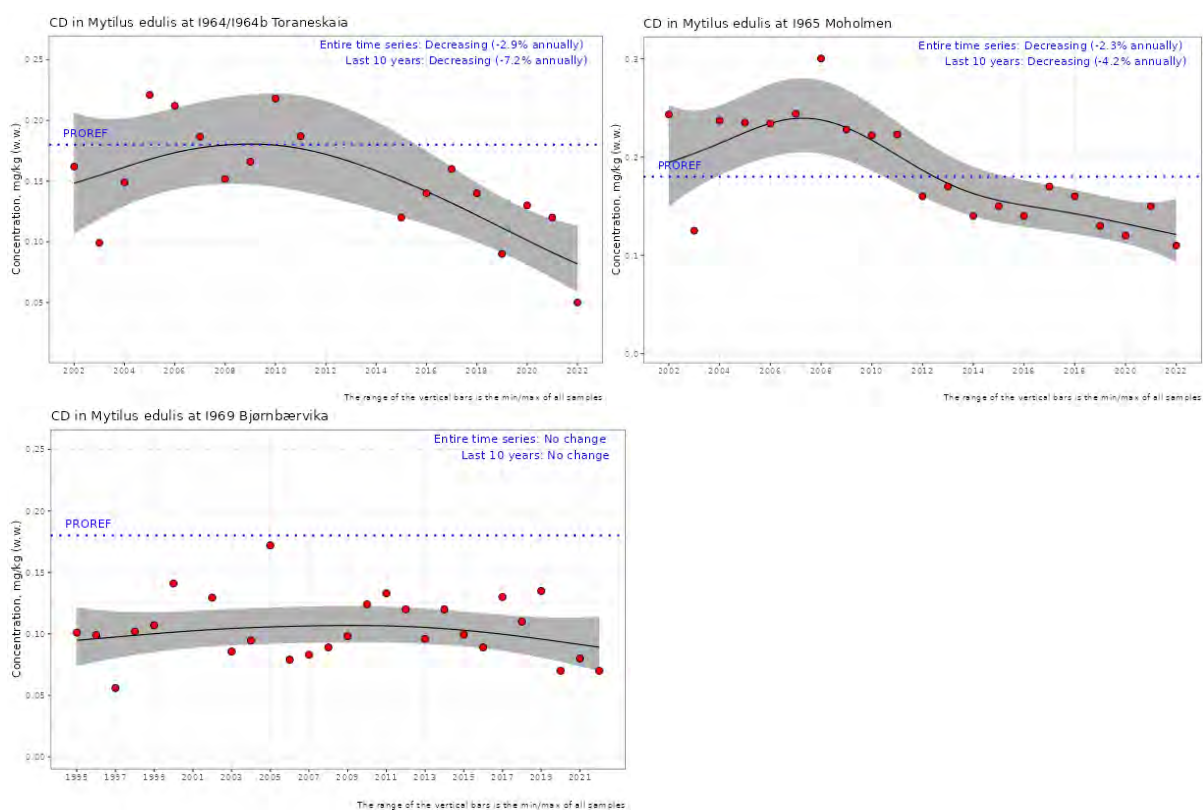 CD in Mytilus edulis at I964/I964b Toraneskaia
Entire time series: Decreasing (-2.9% annually)
Last 10 years: Decreasing (-7.2% annually)
PROREF
Concentration, mg/kg (w.w.)
0.25
0.20
0.15
0.10
0.05
2002 2004 2006 2008 2010 2012 2014 2016 2018 2020 2022
The range of the vertical bars is the min/max of all samples
CD in Mytilus edulis at I965 Moholmen
Entire time series: Decreasing (-2.3% annually)
Last 10 years: Decreasing (-4.2% annually)
PROREF
Concentration, mg/kg (w.w.)
0.3
0.2
0.1
0.0
2002 2004 2006 2008 2010 2012 2014 2016 2018 2020 2022
The range of the vertical bars is the min/max of all samples
CD in Mytilus edulis at I969 Bjørnbærvika
Entire time series: No change
Last 10 years: No change
PROREF
Concentration, mg/kg (w.w.)
0.25
0.20
0.15
0.10
0.05
0.00
1995 1997 1999 2001 2003 2005 2007 2009 2011 2013 2015 2017 2019 2021
The range of the vertical bars is the min/max of all samples